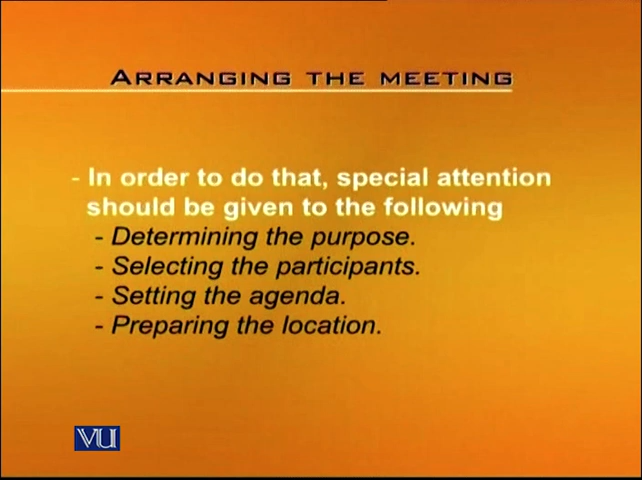 ARRANGING THE MEETING
- In order to do that, special attention
should be given to the following
- Determining the purpose.
- Selecting the participants.
- Setting the agenda.
- Preparing the location.
VU